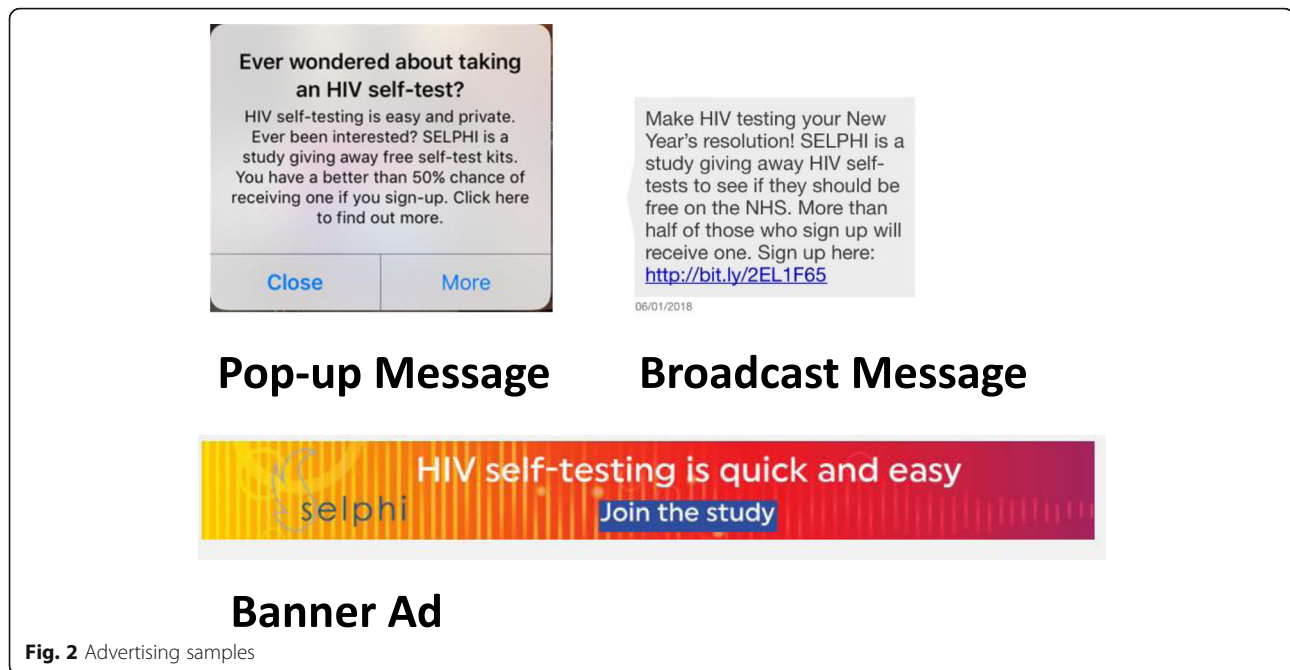 Ever wondered about taking
an HIV self-test?
HIV self-testing is easy and private.
Ever been interested? SELPHI is a
study giving away free self-test kits.
You have a better than 50% chance of
receiving one if you sign-up. Click here
to find out more.
Close More
Make HIV testing your New
Year's resolution! SELPHI is a
study giving away HIV self-
tests to see if they should be
free on the NHS. More than
half of those who sign up will
receive one. Sign up here:
http://bit.ly/2EL1F65
06/01/2018
Pop-up Message
Broadcast Message
selphi
HIV self-testing is quick and easy
Join the study
Banner Ad
Fig. 2 Advertising samples